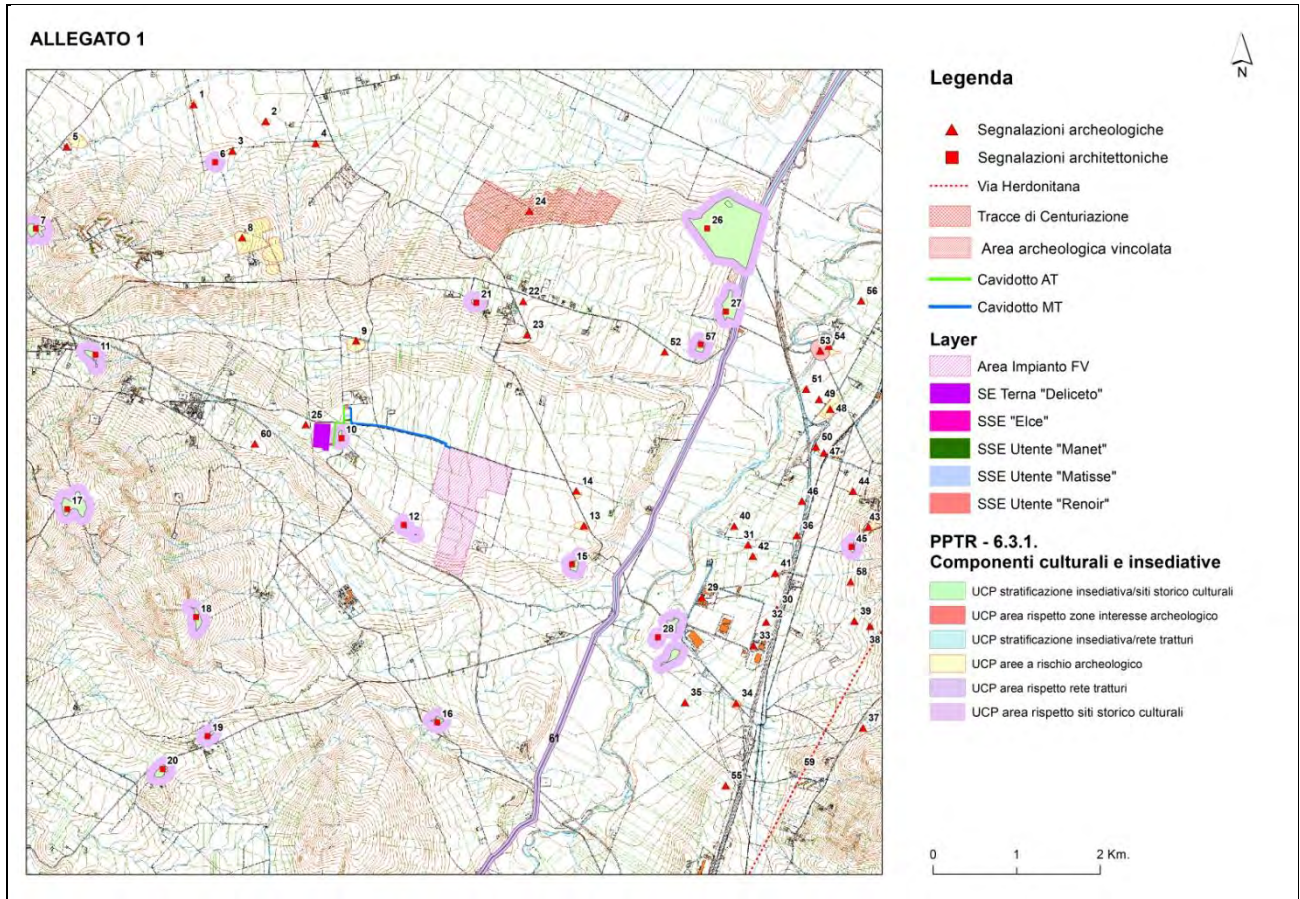 ALLEGATO 1
N
Legenda
Segnalazioni archeologiche
Segnalazioni architettoniche
Via Herdonitana
Tracce di Centuriazione
Area archeologica vincolata
Cavidotto AT
Cavidotto MT
Layer
Area Impianto FV
SE Terna "Deliceto"
SSE "Elce"
SSE Utente "Manet"
SSE Utente "Matisse"
SSE Utente "Renoir"
PPTR - 6.3.1.
Componenti culturali e insediative
UCP stratificazione insediativa/siti storico culturali
UCP area rispetto zone interesse archeologico
UCP stratificazione insediativa/rete tratturi
UCP aree a rischio archeologico
UCP area rispetto rete tratturi
UCP area rispetto siti storico culturali
0 1 2 Km.
1
2
3
4
5
6
7
8
24
26
21
22
27
56
23
9
57
52
54
53
11
51
49
48
25
10
60
50
47
17
14
46
44
12
13
40
36
43
31
42
45
15
41
58
29
30
18
32
39
28
33
38
35
34
16
37
19
61
59
20
55